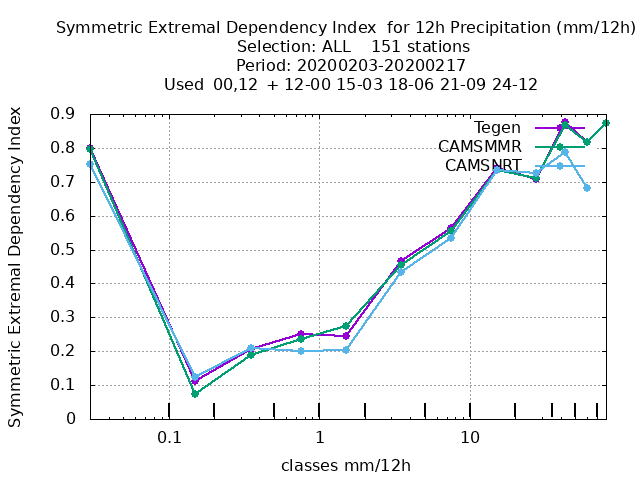 Symmetric Extremal Dependency Index  for 12h Precipitation (mm/12h)
Selection: ALL    151 stations
Period: 20200203-20200217
Used  00,12  + 12-00 15-03 18-06 21-09 24-12
Symmetric Extremal Dependency Index
0.9
0.8
0.7
0.6
0.5
0.4
0.3
0.2
0.1
0
Tegen
CAMSMMR
CAMSNRT
0.1
1
10
classes mm/12h